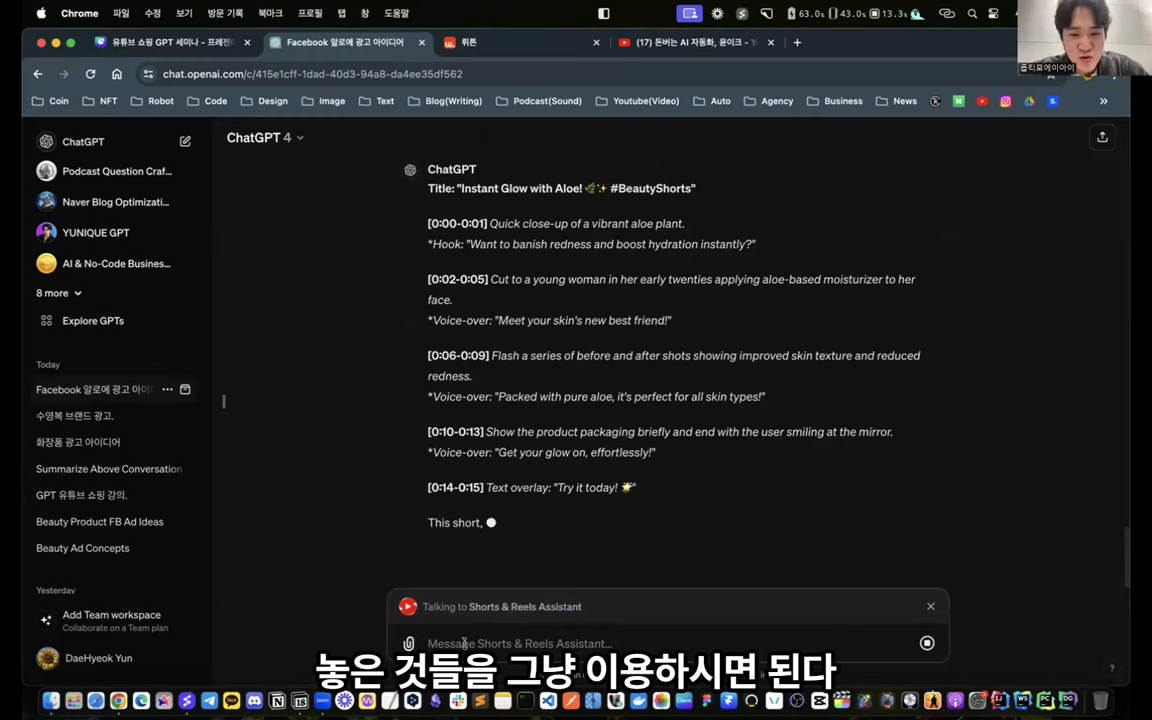 Chrome 파일 수정 보기 방문 기록 북마크 프로필 탭 창 도움말 63.0% 43.0% 13.3%
유튜브 쇼핑 GPT 세미나 – 프레젠 Facebook 알로에 광고 아이디어 뤼튼 (17) 돈버는 AI 자동화, 윤이크 - Y
chat.openai.com/c/415e1cff-1dad-40d3-94a8-da4ee35df562
옵티모에이아이
Coin NFT Robot Code Design Image Text Blog(Writing) Podcast(Sound) Youtube(Video) Auto Agency Business News
ChatGPT
Podcast Question Craf...
Naver Blog Optimizati...
YUNIQUE GPT
AI & No-Code Busines...
8 more
Explore GPTs
Today
Facebook 알로에 광고 아이
수영복 브랜드 광고.
화장품 광고 아이디어
Summarize Above Conversation
GPT 유튜브 쇼핑 강의.
Beauty Product FB Ad Ideas
Beauty Ad Concepts
Yesterday
Add Team workspace
Collaborate on a Team plan
DaeHyeok Yun
ChatGPT 4
ChatGPT
Title: "Instant Glow with Aloe! 🌿✨ #BeautyShorts"
[0:00-0:01] Quick close-up of a vibrant aloe plant.
*Hook: "Want to banish redness and boost hydration instantly?"
[0:02-0:05] Cut to a young woman in her early twenties applying aloe-based moisturizer to her
face.
*Voice-over: "Meet your skin's new best friend!"
[0:06-0:09] Flash a series of before and after shots showing improved skin texture and reduced
redness.
*Voice-over: "Packed with pure aloe, it's perfect for all skin types!"
[0:10-0:13] Show the product packaging briefly and end with the user smiling at the mirror.
*Voice-over: "Get your glow on, effortlessly!"
[0:14-0:15] Text overlay: "Try it today! 🌟"
This short,
Talking to Shorts & Reels Assistant
Message Shorts & Reels Assistant...
?
놓은 것들을 그냥 이용하시면 된다